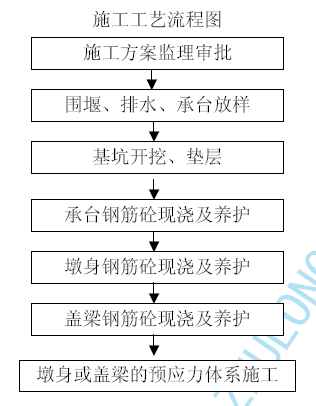 施工工艺流程图
施工方案监理审批
围堰、排水、承台放样
基坑开挖、垫层
承台钢筋砼现浇及养护
墩身钢筋砼现浇及养护
盖梁钢筋砼现浇及养护
墩身或盖梁的预应力体系施工
ZHULONG